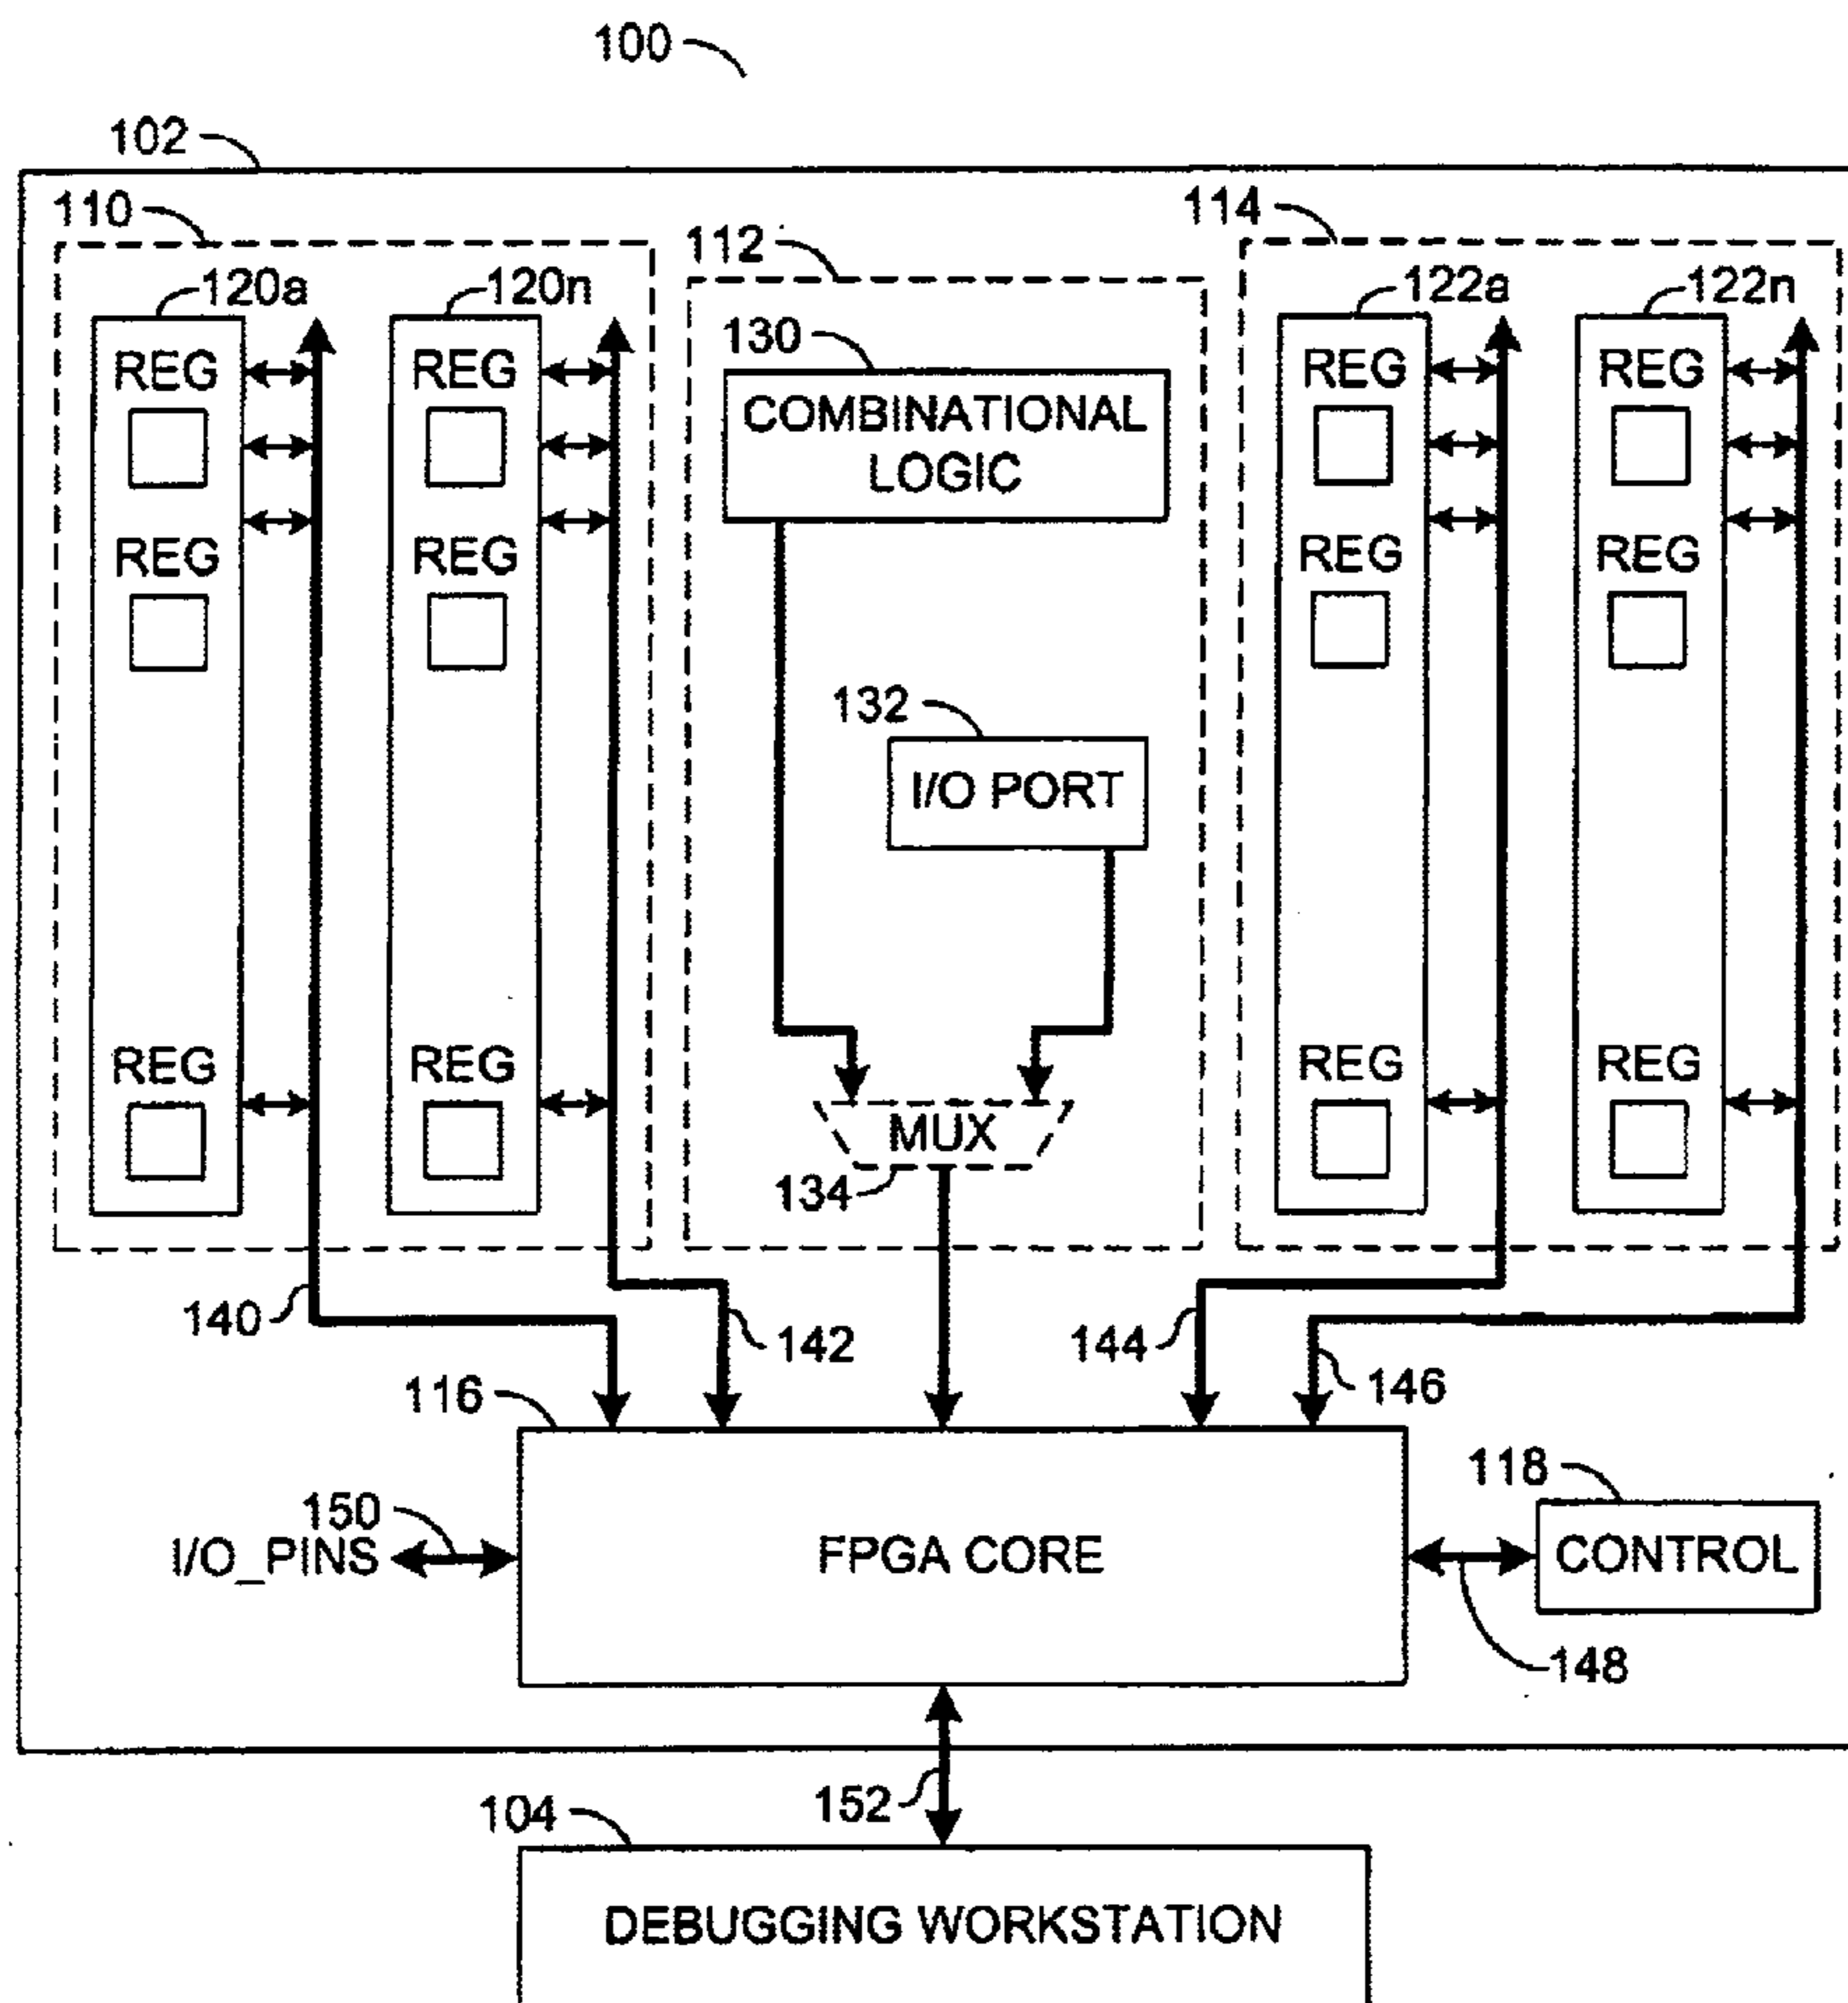 100
102
110
112
114
120a
120n
122a
122n
REG
REG
REG
REG
130
COMBINATIONAL
LOGIC
REG
REG
REG
REG
132
I/O PORT
REG
REG
REG
REG
MUX
134
140
142
144
146
116
118
150
I/O_PINS
FPGA CORE
CONTROL
148
152
104
DEBUGGING WORKSTATION